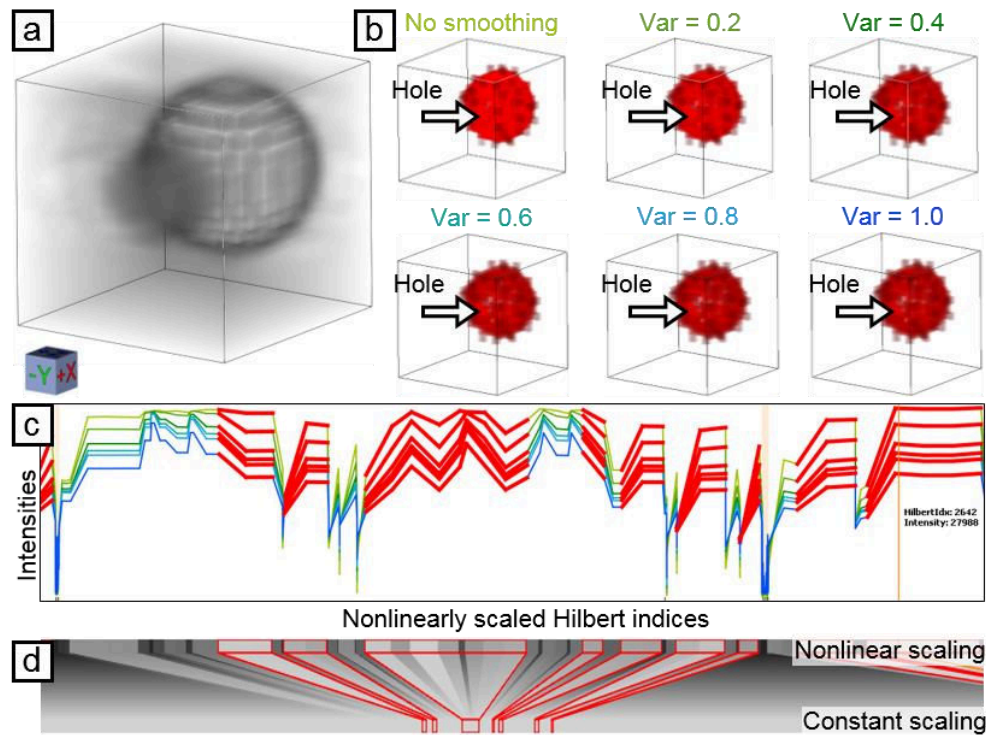 a
b
No smoothing
Var = 0.2
Var = 0.4
Hole
Hole
Hole
Var = 0.6
Var = 0.8
Var = 1.0
Hole
Hole
Hole
-Y +X
c
Intensities
HilbertIdx: 2642
Intensity: 27988
Nonlinearly scaled Hilbert indices
d
Nonlinear scaling
Constant scaling